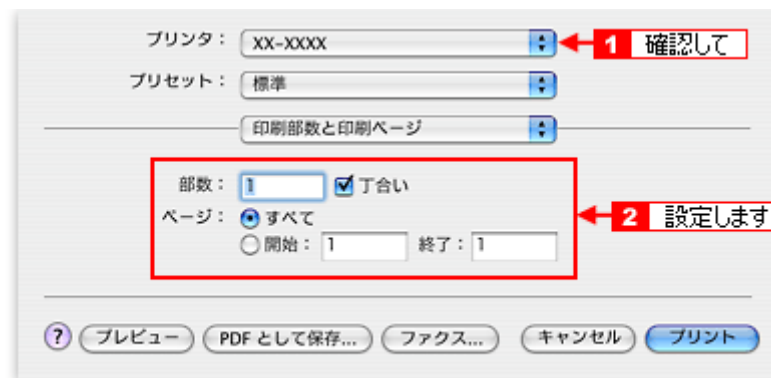 プリンタ： XX-XXXX 1 確認して
プリセット： 標準
印刷部数と印刷ページ
部数： 1 丁合い
ページ： すべて 2 設定します
開始： 1 終了： 1
? プレビュー PDF として保存... ファクス... キャンセル プリント